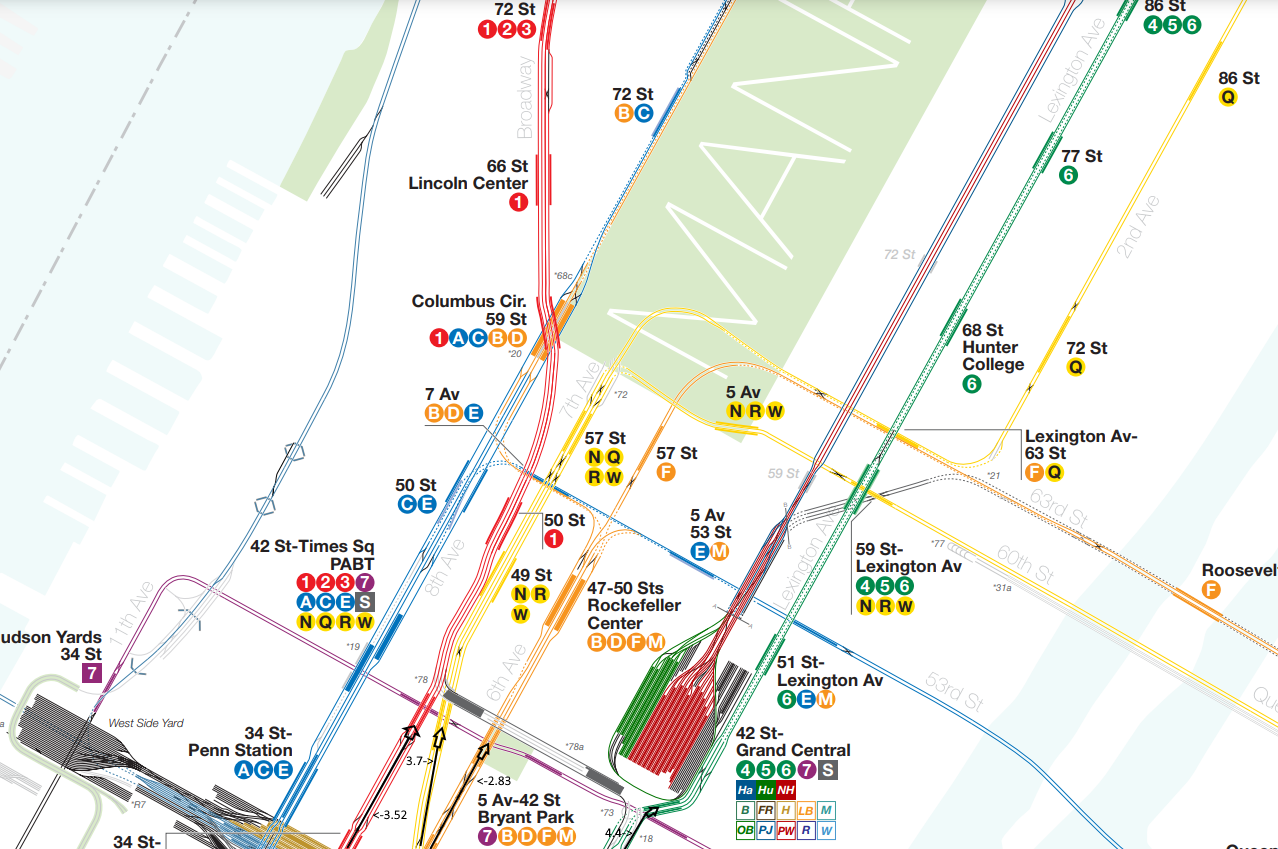 72 St
1 2 3
86 St
4 5 6
Lexington Ave
86 St
Q
Broadway
72 St
B C
77 St
6
66 St
Lincoln Center
1
2nd Ave
MAN
72 St
*68c
Columbus Cir.
59 St
1 A C B D
*20
68 St
Hunter
College
6
72 St
Q
7th Ave
*72
7 Av
B D E
5 Av
N R W
57 St
N Q
R W
57 St
F
Lexington Av-
63 St
F Q
59 St
*21
63rd St
50 St
C E
50 St
1
5 Av
53 St
E M
Lexington Av
42 St-Times Sq
PABT
1 2 3 7
A C E S
N Q R W
8th Ave
49 St
N R
W
47-50 Sts
Rockefeller
Center
B D F M
59 St-
Lexington Av
4 5 6
N R W
*77
60th St
*31a
Roosevel
F
11th Ave
udson Yards
34 St
7
*19
*78
6th Ave
51 St-
Lexington Av
6 E M
53rd St
Que
West Side Yard
34 St-
Penn Station
A C E
*78a
42 St-
Grand Central
4 5 6 7 S
Ha Hu NH
B FR H LB M
OB PJ PW R W
3.7->
<-2.83
*R7
<-3.52
5 Av-42 St
Bryant Park
7 B D F M
*73
4.4->
*18
34 St-